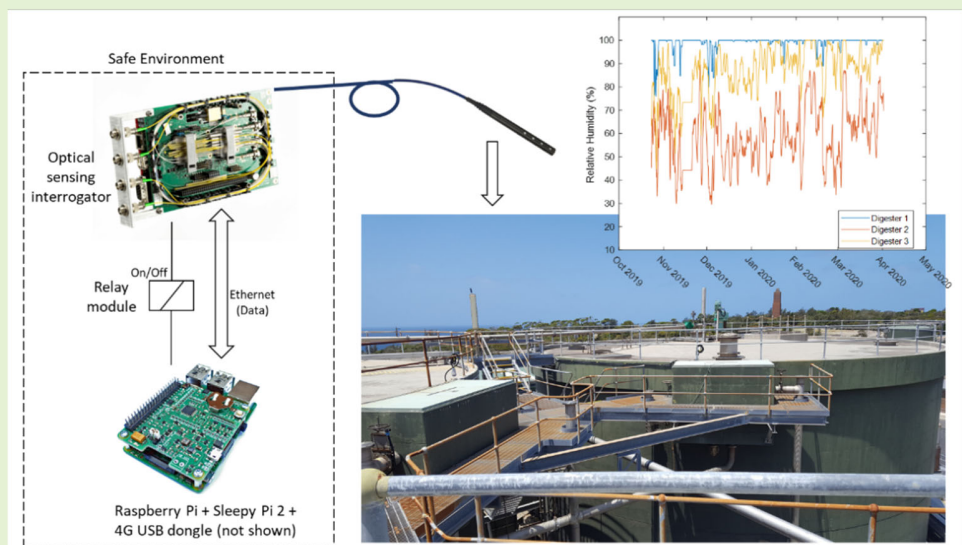 Safe Environment
Optical
sensing
interrogator
On/Off
Relay
module
Ethernet
(Data)
Raspberry Pi + Sleepy Pi 2 +
4G USB dongle (not shown)
Relative Humidity (%)
100
90
80
70
60
50
40
30
20
10
Digester 1
Digester 2
Digester 3
Oct 2019
Nov 2019
Dec 2019
Jan 2020
Feb 2020
Mar 2020
Apr 2020
May 2020